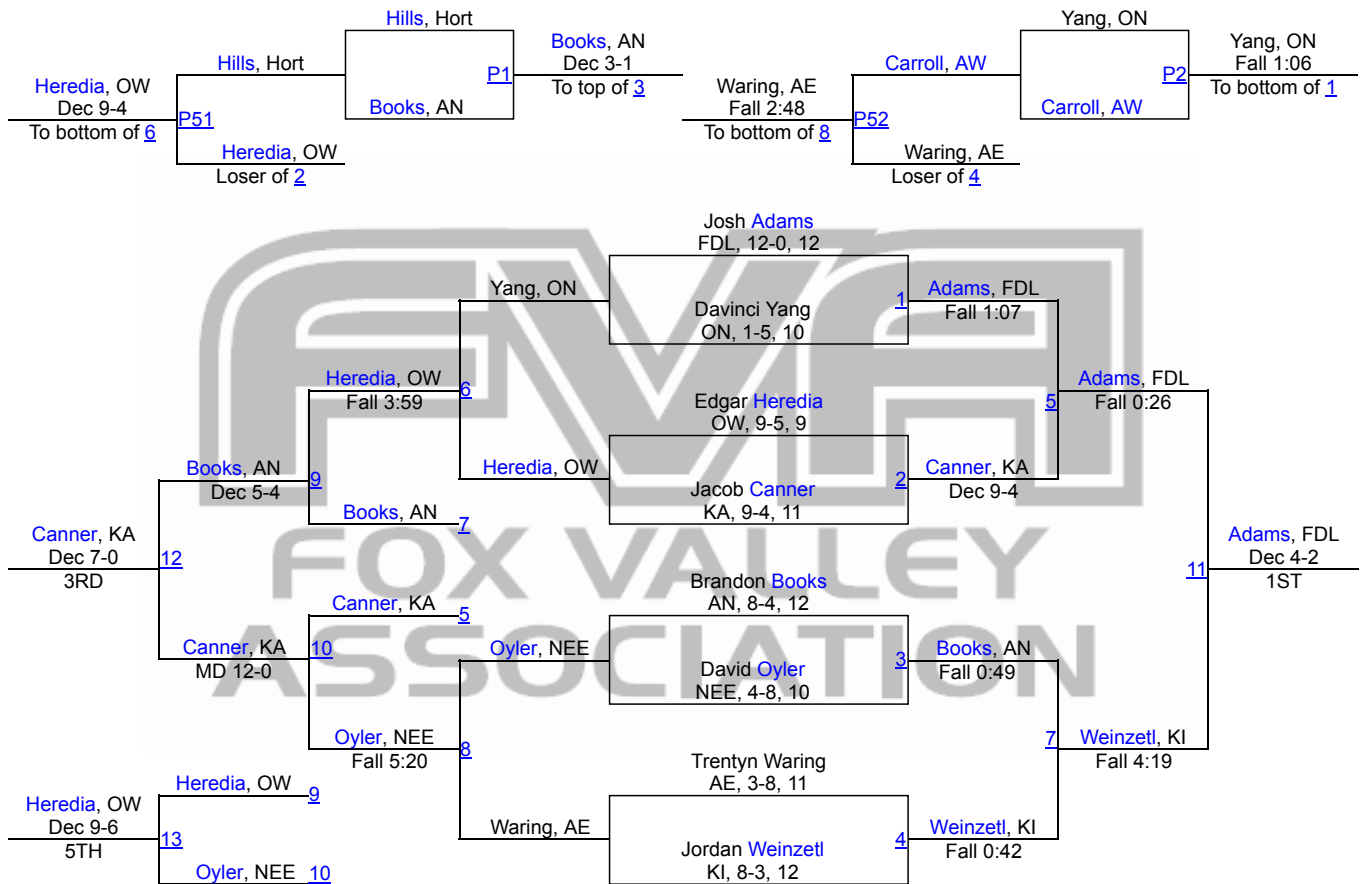 Hills, Hort
Hills, Hort
Books, AN
P1
Books, AN
Dec 3-1
To top of 3
Heredia, OW
Dec 9-4
To bottom of 6
P51
Heredia, OW
Loser of 2
Yang, ON
Carroll, AW
Carroll, AW
P2
Yang, ON
Fall 1:06
To bottom of 1
Waring, AE
Fall 2:48
To bottom of 8
P52
Waring, AE
Loser of 4
Josh Adams
FDL, 12-0, 12
Yang, ON
Davinci Yang
ON, 1-5, 10
1
Adams, FDL
Fall 1:07
Heredia, OW
Fall 3:59
6
Edgar Heredia
OW, 9-5, 9
5
Adams, FDL
Fall 0:26
Books, AN
Dec 5-4
9
Heredia, OW
Jacob Canner
KA, 9-4, 11
2
Canner, KA
Dec 9-4
Books, AN
7
FVA
FOX VALLEY
ASSOCIATION
Canner, KA
Dec 7-0
3RD
12
Brandon Books
AN, 8-4, 12
11
Adams, FDL
Dec 4-2
1ST
Canner, KA
5
Canner, KA
MD 12-0
10
Oyler, NEE
David Oyler
NEE, 4-8, 10
3
Books, AN
Fall 0:49
Oyler, NEE
Fall 5:20
8
Trentyn Waring
AE, 3-8, 11
7
Weinzetl, KI
Fall 4:19
Heredia, OW
9
Heredia, OW
Dec 9-6
5TH
13
Waring, AE
Jordan Weinzetl
KI, 8-3, 12
4
Weinzetl, KI
Fall 0:42
Oyler, NEE
10